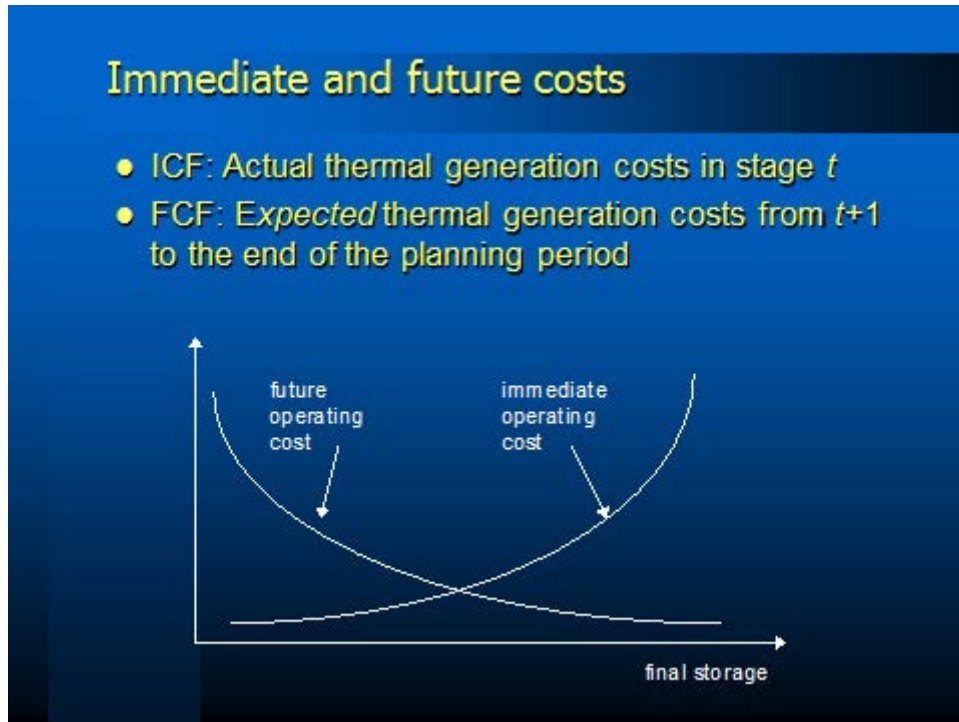 Immediate and future costs
● ICF: Actual thermal generation costs in stage t
● FCF: Expected thermal generation costs from t+1
to the end of the planning period
future
operating
cost
immediate
operating
cost
final storage